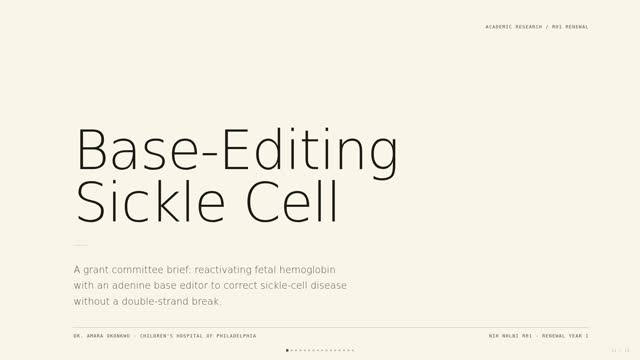 ACADEMIC RESEARCH / R01 RENEWAL
Base-Editing
Sickle Cell
A grant committee brief: reactivating fetal hemoglobin
with an adenine base editor to correct sickle-cell disease
without a double-strand break.
DR. AMARA OKONKWO · CHILDREN'S HOSPITAL OF PHILADELPHIA
NIH NHLBI R01 · RENEWAL YEAR 1